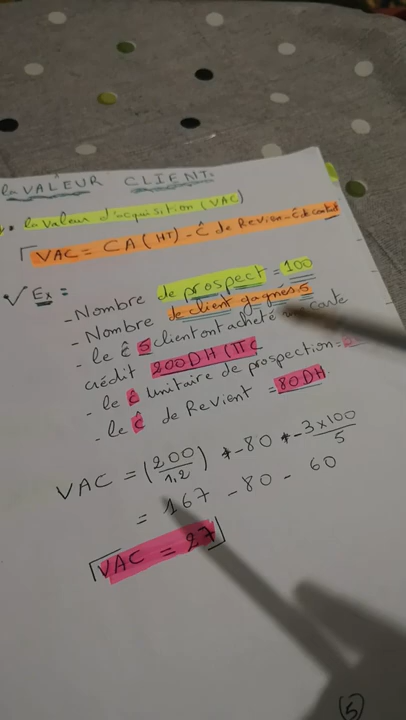 la VALEUR CLIENT.
la valeur d'acquisition (VAC)
VAC = CA (HT) - Ĉ de Revien - Ĉ de
Ex :
- Nombre de prospect = 100
- Nombre de client gagnés 5
- le Ĉ 5 client ont acheté carte
crédit 200DH (TTC
- le Ĉ unitaire de prospection =
- le Ĉ de Revient = 80DH.
VAC = (200/1,2) - 80 - 3x100/5
= 167 - 80 - 60
VAC = 27
5